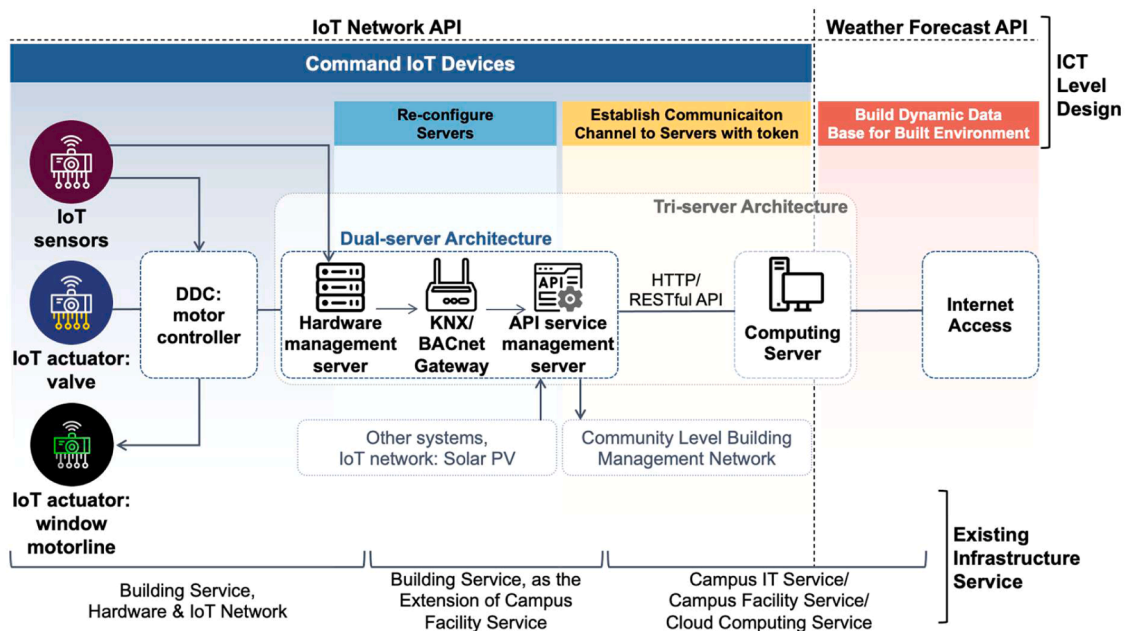 IoT Network API
Weather Forecast API
Command IoT Devices
ICT
Level
Design
Re-configure
Servers
Establish Communicaiton
Channel to Servers with token
Build Dynamic Data
Base for Built Environment
IoT
sensors
Tri-server Architecture
Dual-server Architecture
DDC:
motor
controller
Hardware
management
server
KNX/
BACnet
Gateway
API
API service
management
server
HTTP/
RESTful API
Computing
Server
Internet
Access
IoT actuator:
valve
Other systems,
IoT network: Solar PV
Community Level Building
Management Network
IoT actuator:
window
motorline
Existing
Infrastructure
Service
Building Service,
Hardware & IoT Network
Building Service, as the
Extension of Campus
Facility Service
Campus IT Service/
Campus Facility Service/
Cloud Computing Service